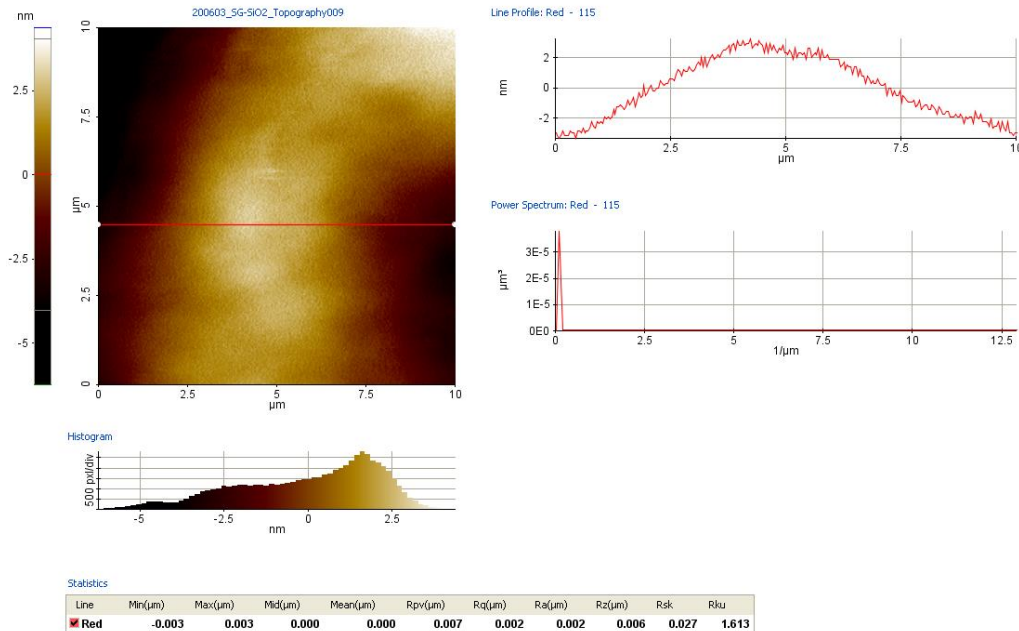 nm
200603_SG-SiO2_Topography009
2.5
0
-2.5
-5
10
7.5
µm
5
2.5
0
0 2.5 5 7.5 10
µm
Line Profile: Red - 115
nm
2
0
-2
0 2.5 5 7.5 10
µm
Power Spectrum: Red - 115
µm³
3E-5
2E-5
1E-5
0E0
0 2.5 5 7.5 10 12.5
1/µm
Histogram
500 pxl/div
-5 -2.5 0 2.5
nm
Statistics
Line Min(µm) Max(µm) Mid(µm) Mean(µm) Rpv(µm) Rq(µm) Ra(µm) Rz(µm) Rsk Rku
Red -0.003 0.003 0.000 0.000 0.007 0.002 0.002 0.006 0.027 1.613